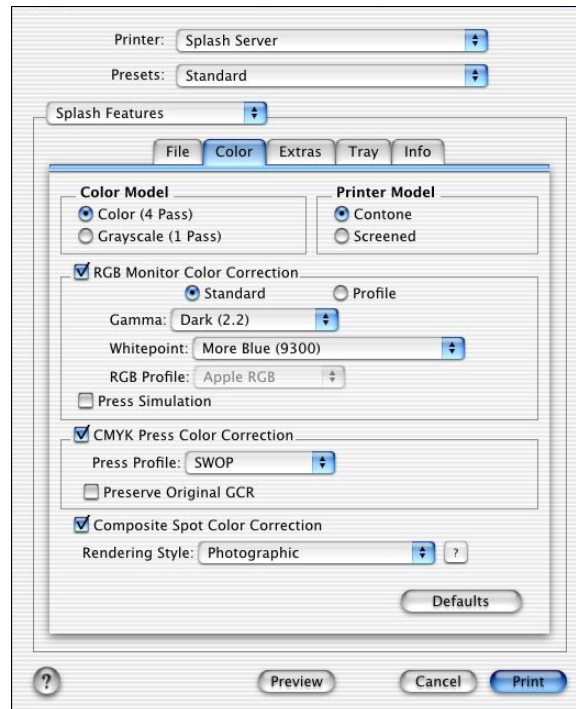 Printer: Splash Server
Presets: Standard
Splash Features
File Color Extras Tray Info
Color Model Printer Model
Color (4 Pass) Contone
Grayscale (1 Pass) Screened
RGB Monitor Color Correction
Standard Profile
Gamma: Dark (2.2)
Whitepoint: More Blue (9300)
RGB Profile: Apple RGB
Press Simulation
CMYK Press Color Correction
Press Profile: SWOP
Preserve Original GCR
Composite Spot Color Correction
Rendering Style: Photographic ?
Defaults
? Preview Cancel Print